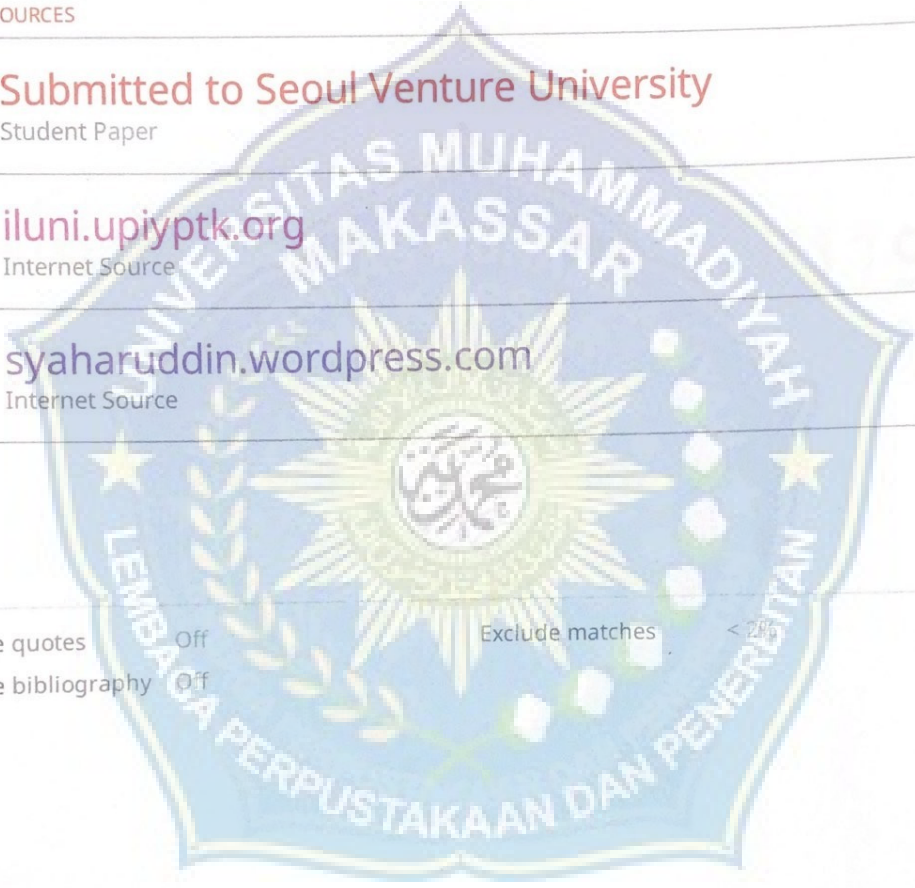 OURCES
Submitted to Seoul Venture University
Student Paper
iluni.upiyptk.org
Internet Source
syaharuddin.wordpress.com
Internet Source
e quotes Off
Exclude matches
e bibliography Off
UNIVERSITAS MUHAMMADIYAH
MAKASSAR
محمدية
LEMBAGA PERPUSTAKAAN DAN PENERBITAN